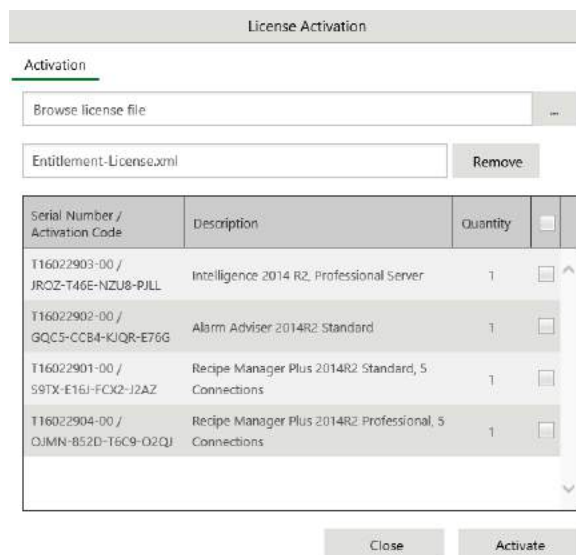 License Activation
Activation
Browse license file
...
Entitlement-License.xml
Remove
Serial Number /
Activation Code
Description
Quantity
T16022903-00 /
JROZ-T46E-NZU8-PJLL
Intelligence 2014 R2, Professional Server
1
T16022902-00 /
GQC5-CCB4-KJQR-E76G
Alarm Adviser 2014R2 Standard
1
T16022901-00 /
S9TX-E16J-FCX2-J2AZ
Recipe Manager Plus 2014R2 Standard, 5
Connections
1
T16022904-00 /
OJMN-852D-T6C9-O2QJ
Recipe Manager Plus 2014R2 Professional, 5
Connections
1
Close
Activate